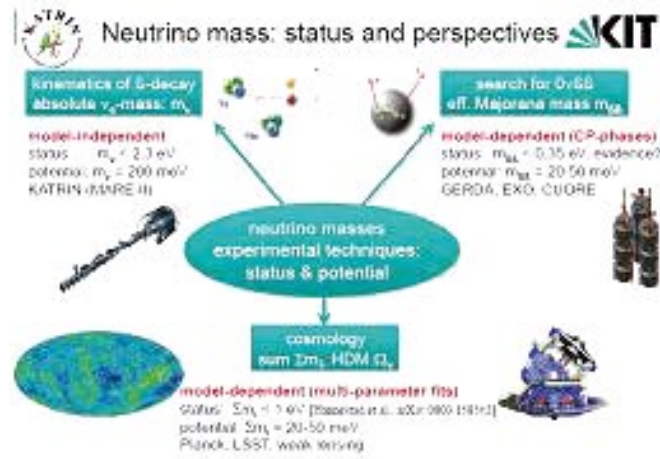 KATRIN
Neutrino mass: status and perspectives
KIT
kinematics of ß-decay
absolute νe-mass: mν
model-independent
status: mν < 2.3 eV
potential: mν = 200 meV
KATRIN (MARE-II)
search for 0νßß
eff. Majorana mass mßß
model-dependent (CP-phases)
status: mßß < 0.35 eV, evidence?
potential: mßß = 20-50 meV
GERDA, EXO, CUORE
neutrino masses
experimental techniques:
status & potential
cosmology
sum Σmi, HDM Ων
model-dependent (multi-parameter fits)
status: Σmi < 1 eV
potential: Σmi = 20-50 meV
Planck, LSST, weak lensing